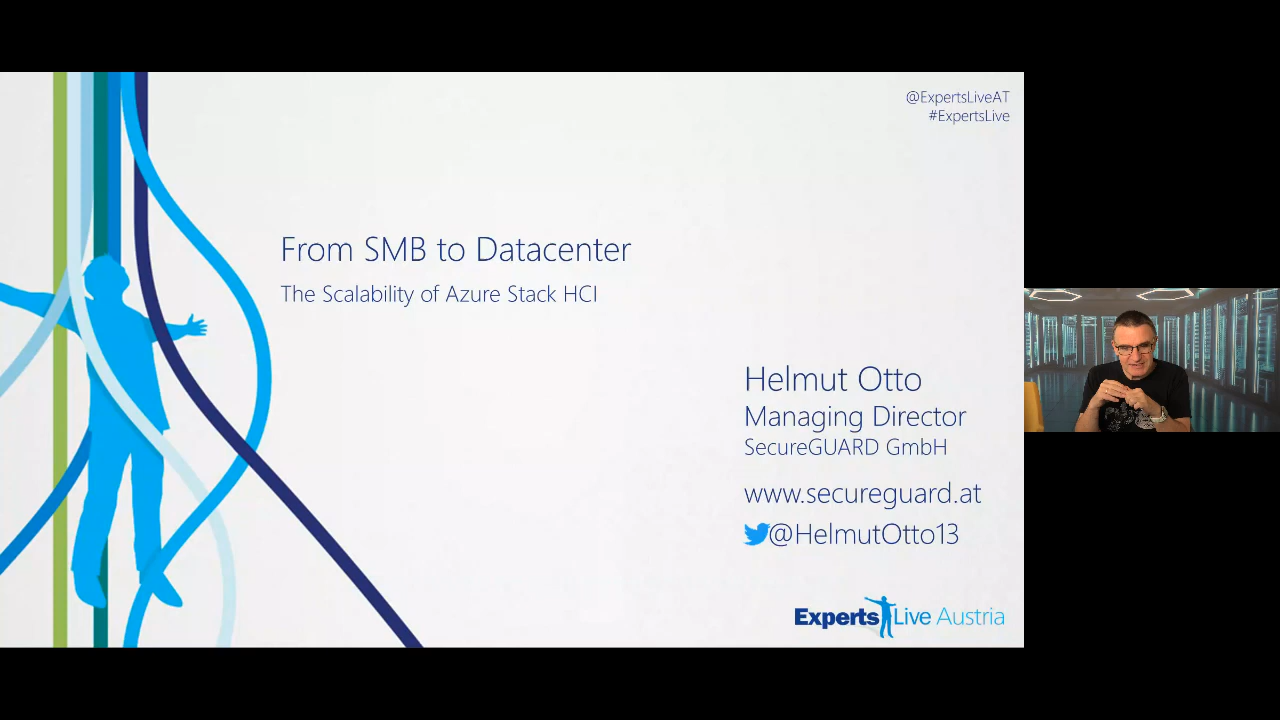 @ExpertsLiveAT
#ExpertsLive
From SMB to Datacenter
The Scalability of Azure Stack HCI
Helmut Otto
Managing Director
SecureGUARD GmbH
www.secureguard.at
@HelmutOtto13
Experts Live Austria